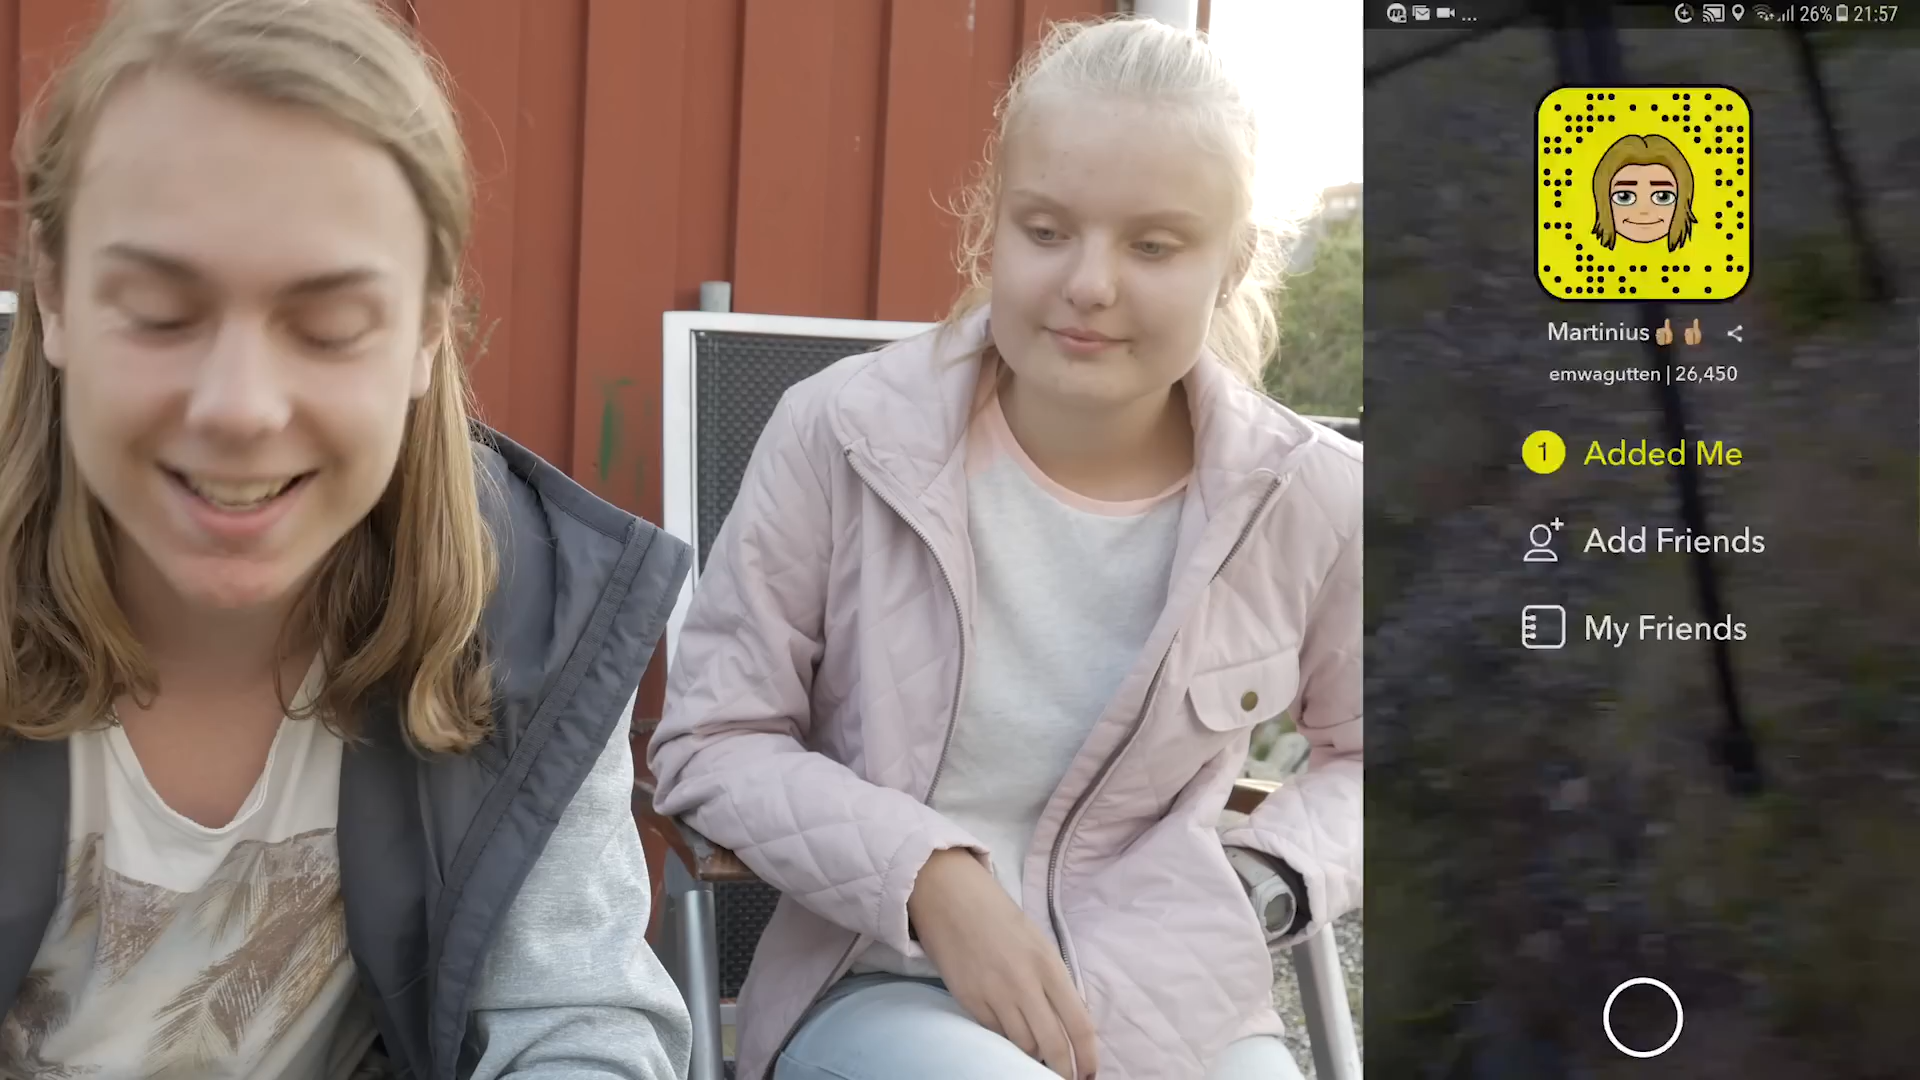 ... 26% 21:57
Martinius
emwagutten | 26,450
1 Added Me
Add Friends
My Friends